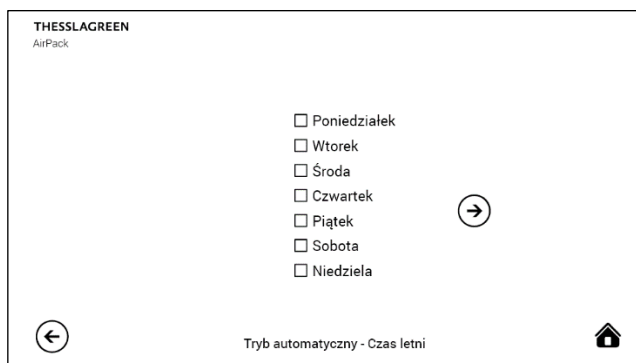 THESSLAGREEN
AirPack
Poniedziałek
Wtorek
Środa
Czwartek
Piątek
Sobota
Niedziela
Tryb automatyczny - Czas letni